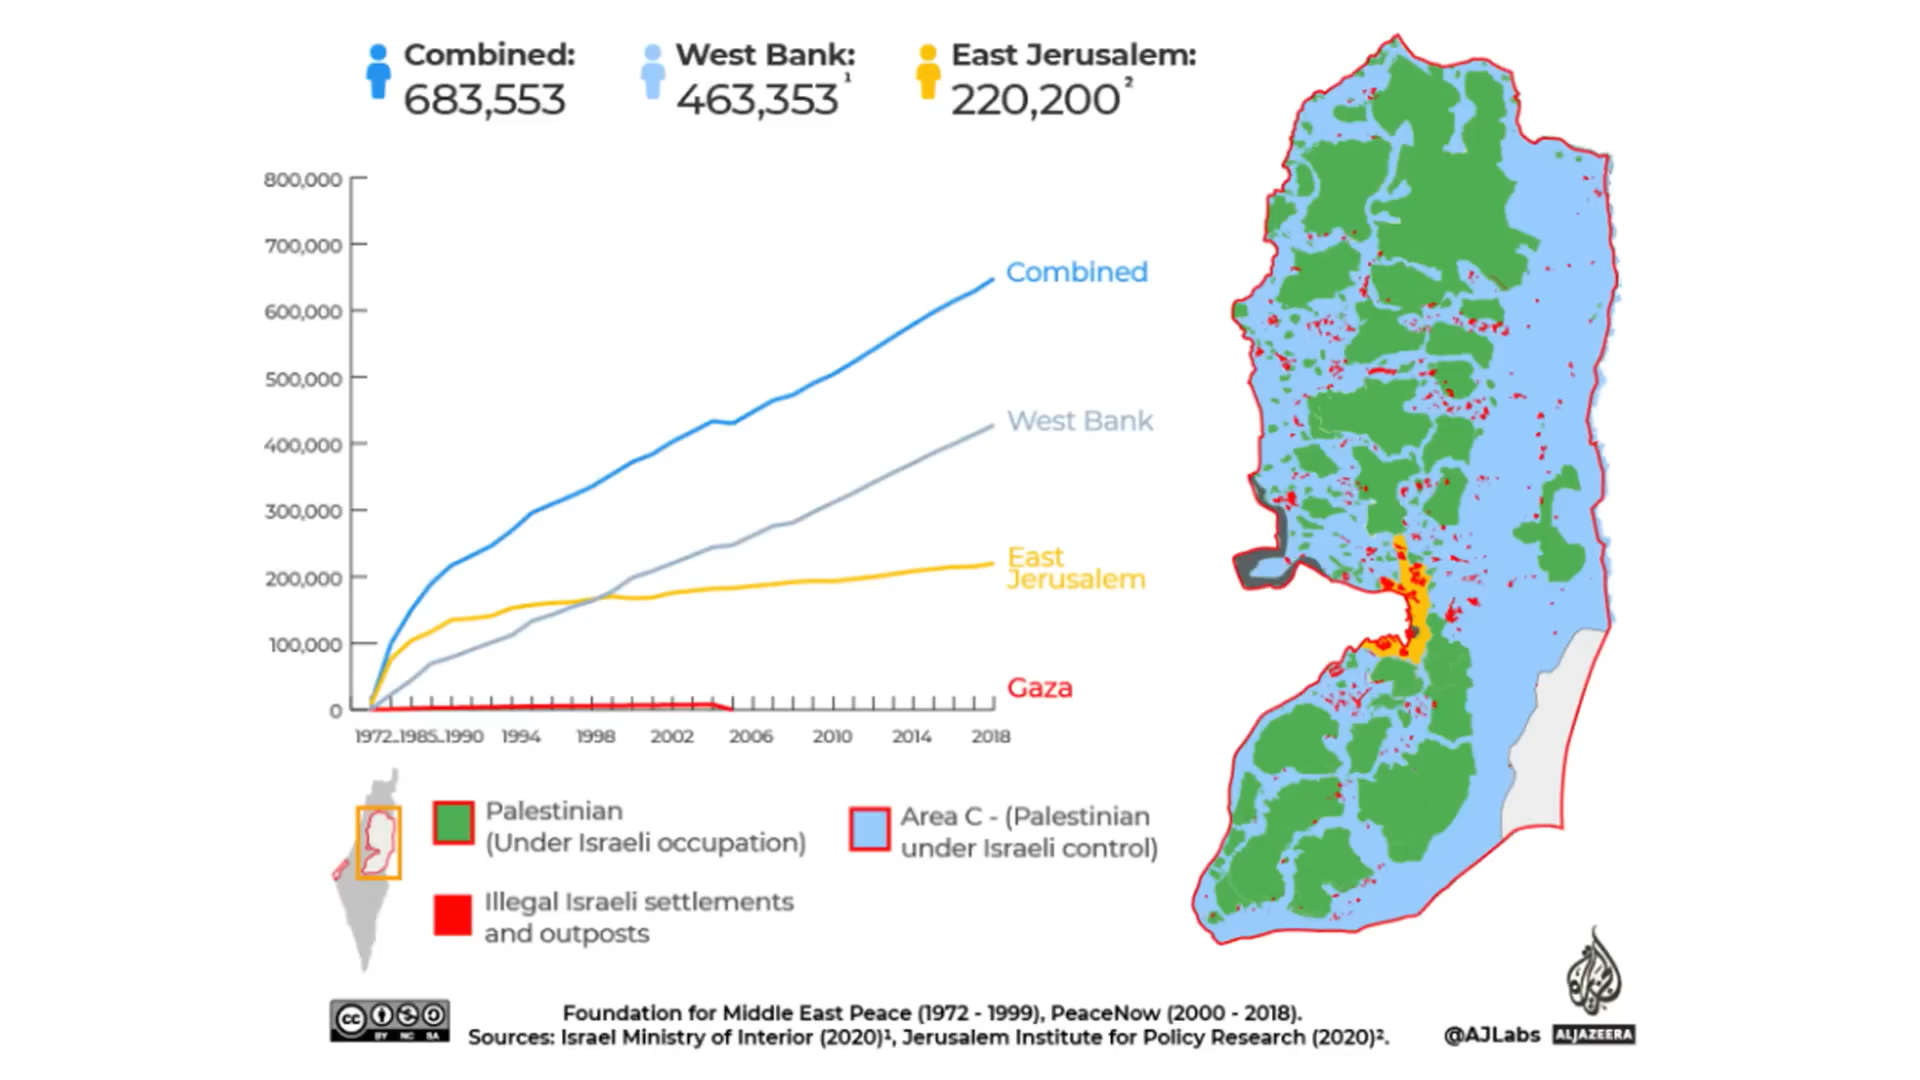 Combined:
683,553
West Bank:
463,353¹
East Jerusalem:
220,200²
800,000
700,000
600,000
500,000
400,000
300,000
200,000
100,000
0
Combined
West Bank
East
Jerusalem
Gaza
1972..1985..1990 1994 1998 2002 2006 2010 2014 2018
Palestinian
(Under Israeli occupation)
Area C - (Palestinian
under Israeli control)
Illegal Israeli settlements
and outposts
cc BY NC SA
Foundation for Middle East Peace (1972 - 1999), PeaceNow (2000 - 2018).
Sources: Israel Ministry of Interior (2020)¹, Jerusalem Institute for Policy Research (2020)².
@AJLabs
ALJAZEERA